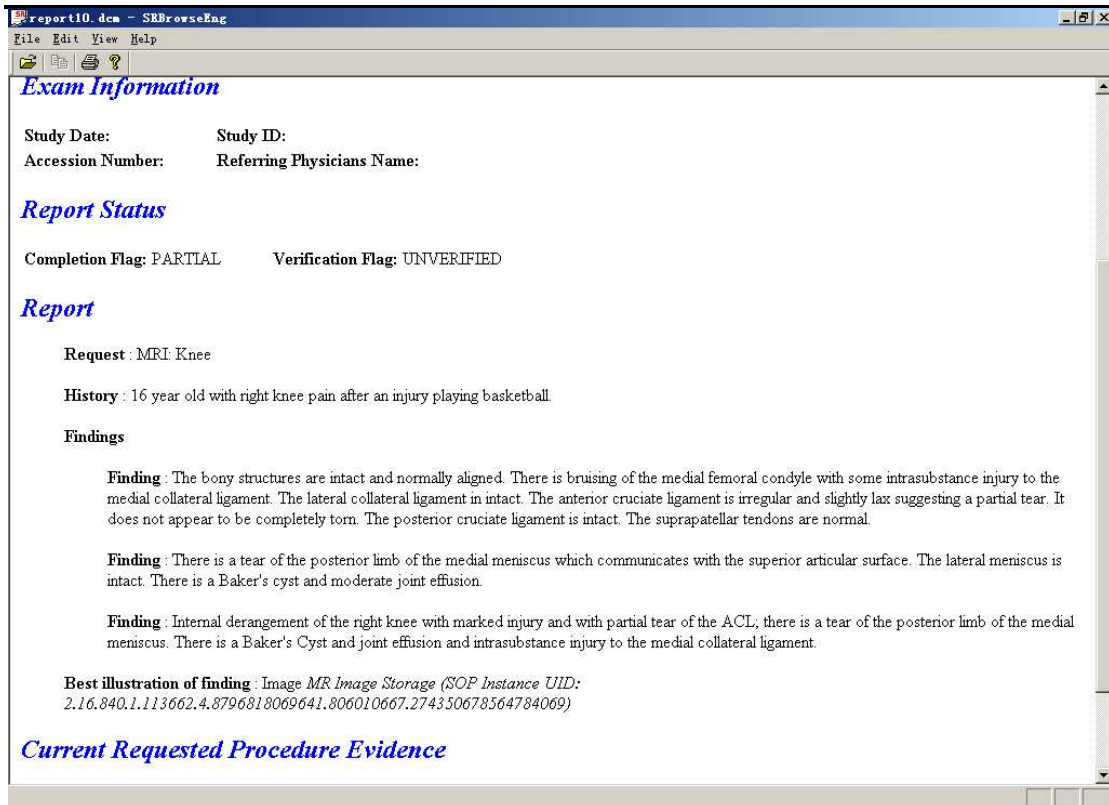 report10.dcm - SRBrowseEng
File Edit View Help
Exam Information
Study Date: Study ID:
Accession Number: Referring Physicians Name:
Report Status
Completion Flag: PARTIAL Verification Flag: UNVERIFIED
Report
Request : MRI: Knee
History : 16 year old with right knee pain after an injury playing basketball.
Findings
Finding : The bony structures are intact and normally aligned. There is bruising of the medial femoral condyle with some intrasubstance injury to the
medial collateral ligament. The lateral collateral ligament in intact. The anterior cruciate ligament is irregular and slightly lax suggesting a partial tear. It
does not appear to be completely torn. The posterior cruciate ligament is intact. The suprapatellar tendons are normal.
Finding : There is a tear of the posterior limb of the medial meniscus which communicates with the superior articular surface. The lateral meniscus is
intact. There is a Baker's cyst and moderate joint effusion.
Finding : Internal derangement of the right knee with marked injury and with partial tear of the ACL; there is a tear of the posterior limb of the medial
meniscus. There is a Baker's Cyst and joint effusion and intrasubstance injury to the medial collateral ligament.
Best illustration of finding : Image MR Image Storage (SOP Instance UID:
2.16.840.1.113662.4.8796818069641.806010667.274350678564784069)
Current Requested Procedure Evidence